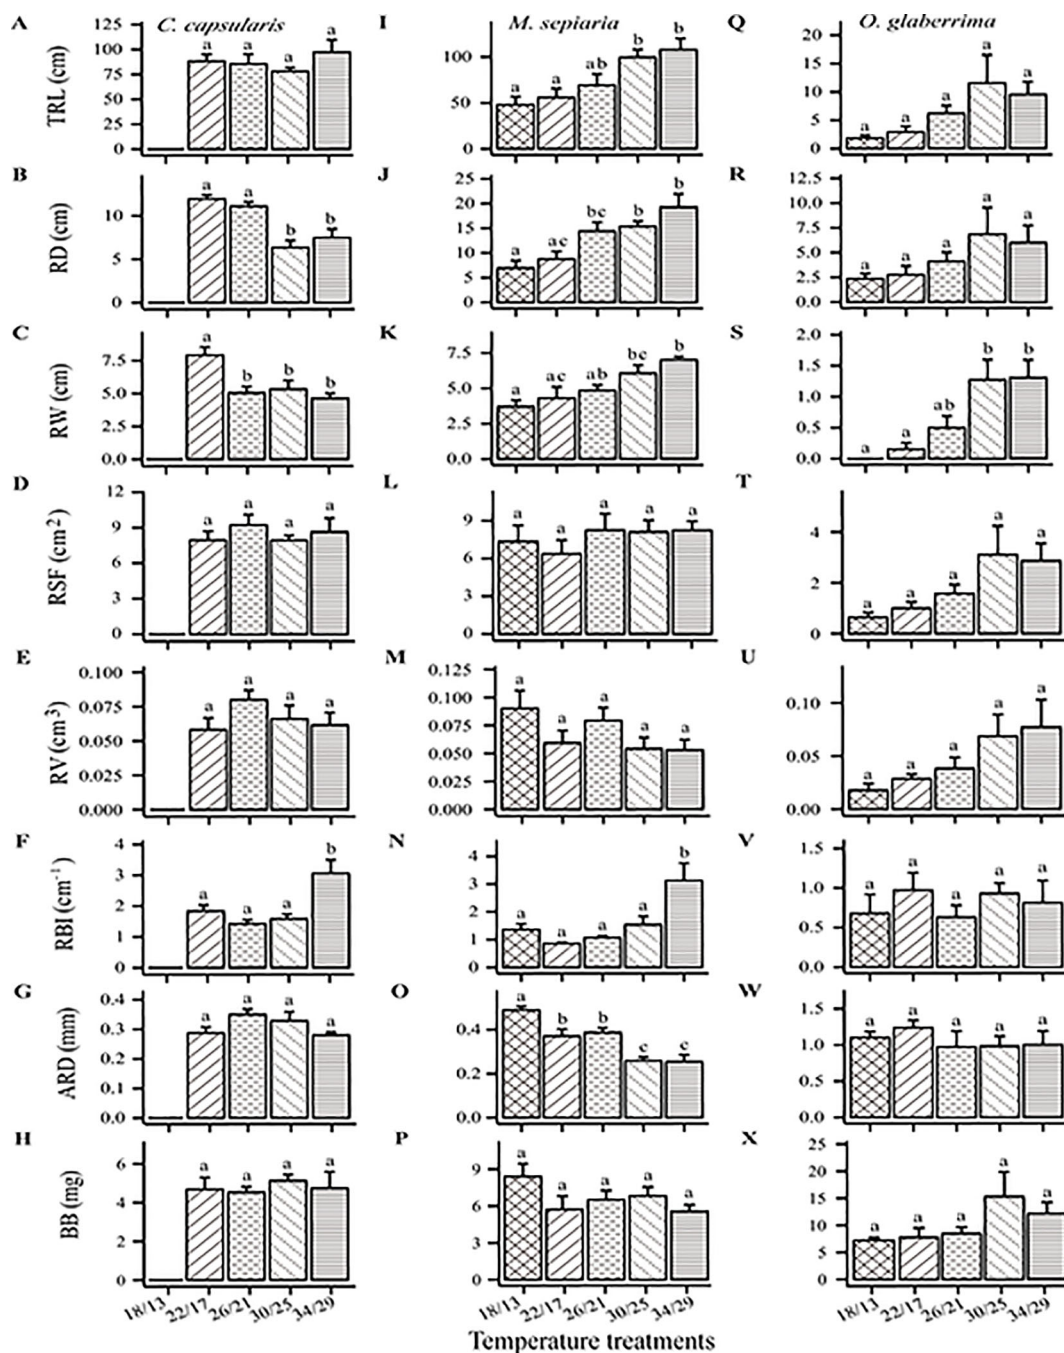 A C. capsularis I M. sepiaria Q O. glaberrima
TRL (cm)
125
100
75
50
25
0
a a a a
100
50
0
a a ab b b
20
15
10
5
0
a a a a a
B J R
RD (cm)
10
5
0
a a b b
25
20
15
10
5
0
a ac bc b b
12.5
10.0
7.5
5.0
2.5
0.0
a a a a a
C K S
RW (cm)
7.5
5.0
2.5
0.0
a b b b
7.5
5.0
2.5
0.0
a ac ab bc b
2.0
1.5
1.0
0.5
0.0
a a ab b b
D L T
RSF (cm2)
12
9
6
3
0
a a a a
9
6
3
0
a a a a a
4
2
0
a a a a a
E M U
RV (cm3)
0.100
0.075
0.050
0.025
0.000
a a a a
0.125
0.100
0.075
0.050
0.025
0.000
a a a a a
0.10
0.05
0.00
a a a a a
F N V
RBI (cm-1)
4
3
2
1
0
a a a b
4
3
2
1
0
a a a a b
1.5
1.0
0.5
0.0
a a a a a
G O W
ARD (mm)
0.4
0.3
0.2
0.1
0.0
a a a a
0.4
0.2
0.0
a b b c c
1.5
1.0
0.5
0.0
a a a a a
H P X
BB (mg)
6
4
2
0
a a a a
9
6
3
0
a a a a a
25
20
15
10
5
0
a a a a a
18/13 22/17 26/21 30/25 34/29
18/13 22/17 26/21 30/25 34/29
18/13 22/17 26/21 30/25 34/29
Temperature treatments